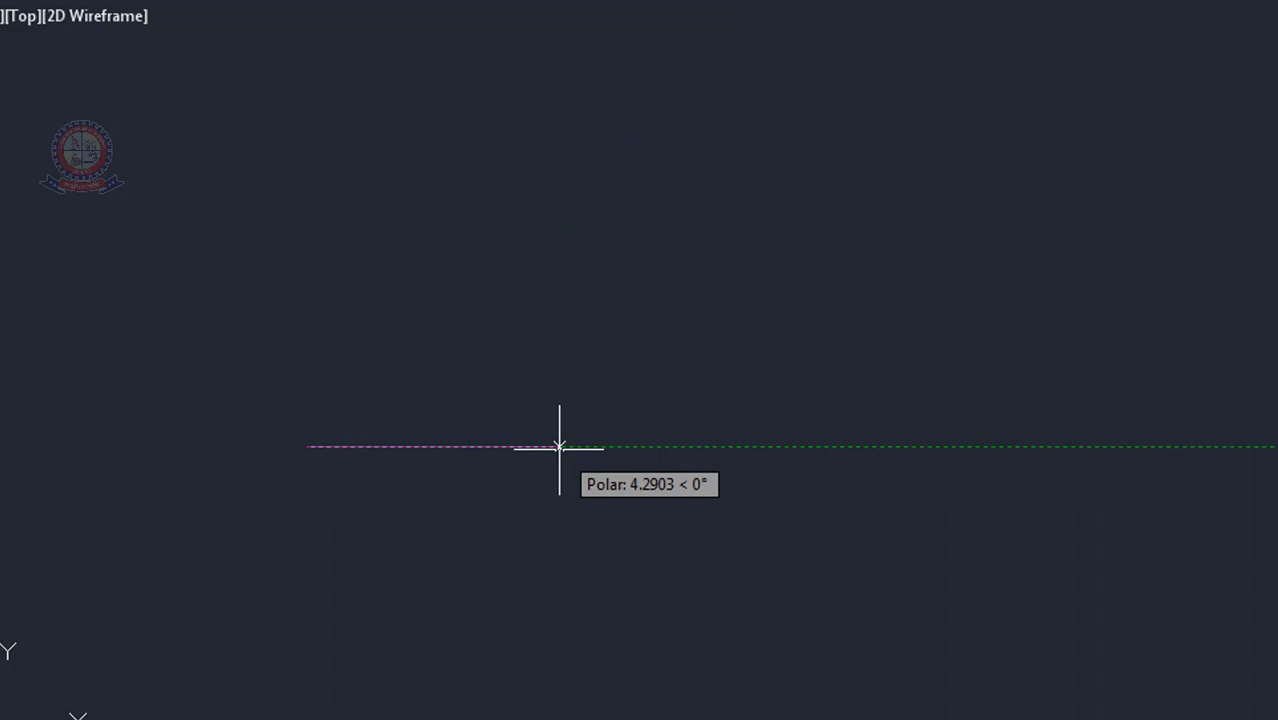 ][Top][2D Wireframe]
Polar: 4.2903 < 0°
Y
X